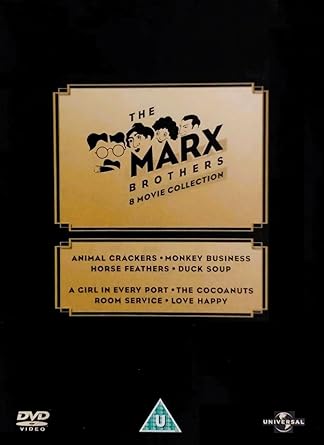 THE
MARX
BROTHERS
8 MOVIE COLLECTION
ANIMAL CRACKERS • MONKEY BUSINESS
HORSE FEATHERS • DUCK SOUP
A GIRL IN EVERY PORT • THE COCOANUTS
ROOM SERVICE • LOVE HAPPY
DVD
VIDEO
U
UNIVERSAL